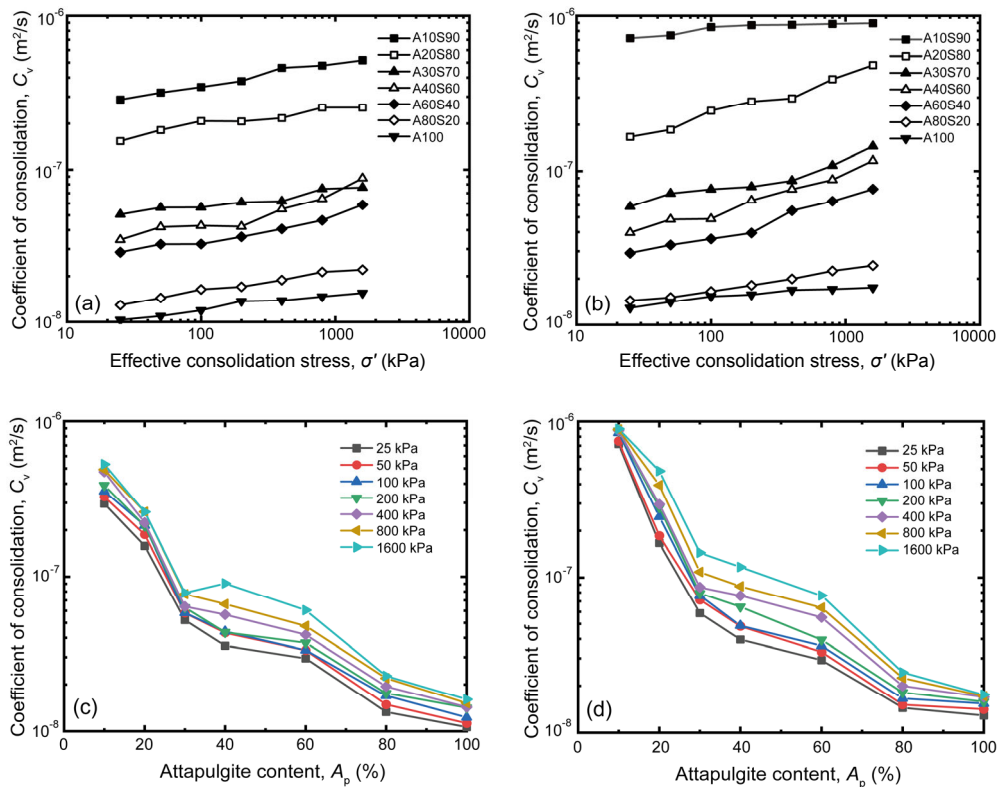 10⁻⁶
10⁻⁷
10⁻⁸
Coefficient of consolidation, Cᵥ (m²/s)
A10S90
A20S80
A30S70
A40S60
A60S40
A80S20
A100
(a)
10
100
1000
10000
Effective consolidation stress, σ′ (kPa)
10⁻⁶
10⁻⁷
10⁻⁸
Coefficient of consolidation, Cᵥ (m²/s)
A10S90
A20S80
A30S70
A40S60
A60S40
A80S20
A100
(b)
10
100
1000
10000
Effective consolidation stress, σ′ (kPa)
10⁻⁶
10⁻⁷
10⁻⁸
Coefficient of consolidation, Cᵥ (m²/s)
25 kPa
50 kPa
100 kPa
200 kPa
400 kPa
800 kPa
1600 kPa
(c)
0
20
40
60
80
100
Attapulgite content, Aₚ (%)
10⁻⁶
10⁻⁷
10⁻⁸
Coefficient of consolidation, Cᵥ (m²/s)
25 kPa
50 kPa
100 kPa
200 kPa
400 kPa
800 kPa
1600 kPa
(d)
0
20
40
60
80
100
Attapulgite content, Aₚ (%)